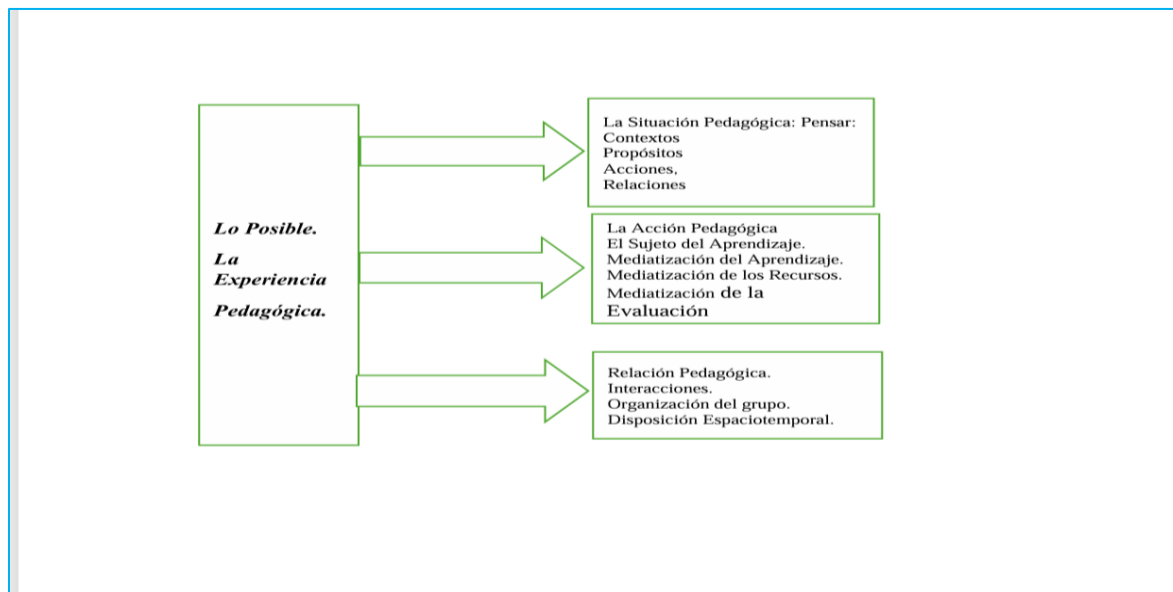 Lo Posible.
La
Experiencia
Pedagógica.
La Situación Pedagógica: Pensar:
Contextos
Propósitos
Acciones,
Relaciones
La Acción Pedagógica
El Sujeto del Aprendizaje.
Mediatización del Aprendizaje.
Mediatización de los Recursos.
Mediatización de la
Evaluación
Relación Pedagógica.
Interacciones.
Organización del grupo.
Disposición Espaciotemporal.